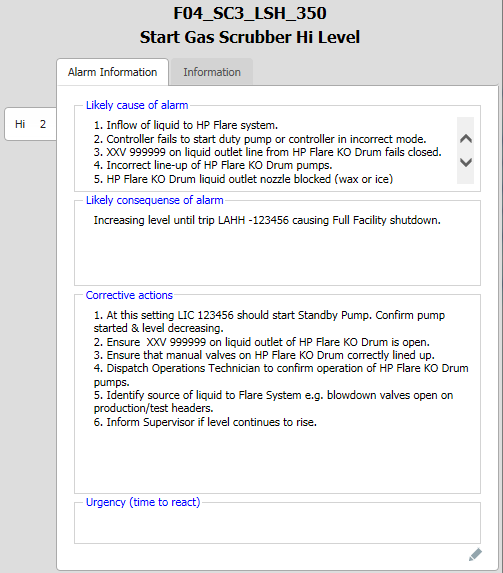 F04_SC3_LSH_350
Start Gas Scrubber Hi Level
Alarm Information
Information
Hi 2
Likely cause of alarm
1. Inflow of liquid to HP Flare system.
2. Controller fails to start duty pump or controller in incorrect mode.
3. XXV 999999 on liquid outlet line from HP Flare KO Drum fails closed.
4. Incorrect line-up of HP Flare KO Drum pumps.
5. HP Flare KO Drum liquid outlet nozzle blocked (wax or ice)
Likely consequense of alarm
Increasing level until trip LAHH -123456 causing Full Facility shutdown.
Corrective actions
1. At this setting LIC 123456 should start Standby Pump. Confirm pump
started & level decreasing.
2. Ensure XXV 999999 on liquid outlet of HP Flare KO Drum is open.
3. Ensure that manual valves on HP Flare KO Drum correctly lined up.
4. Dispatch Operations Technician to confirm operation of HP Flare KO Drum
pumps.
5. Identify source of liquid to Flare System e.g. blowdown valves open on
production/test headers.
6. Inform Supervisor if level continues to rise.
Urgency (time to react)